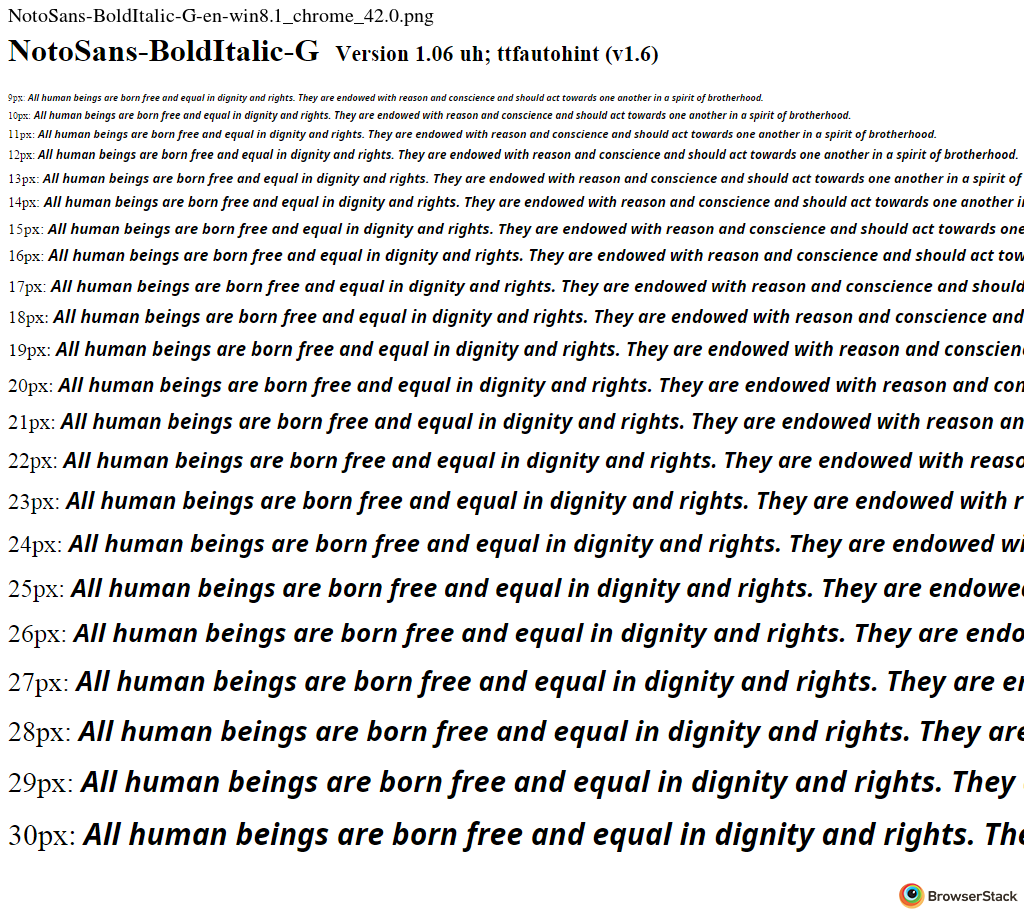 NotoSans-BoldItalic-G-en-win8.1_chrome_42.0.png
NotoSans-BoldItalic-G Version 1.06 uh; ttfautohint (v1.6)
9px: All human beings are born free and equal in dignity and rights. They are endowed with reason and conscience and should act towards one another in a spirit of brotherhood.
10px: All human beings are born free and equal in dignity and rights. They are endowed with reason and conscience and should act towards one another in a spirit of brotherhood.
11px: All human beings are born free and equal in dignity and rights. They are endowed with reason and conscience and should act towards one another in a spirit of brotherhood.
12px: All human beings are born free and equal in dignity and rights. They are endowed with reason and conscience and should act towards one another in a spirit of brotherhood.
13px: All human beings are born free and equal in dignity and rights. They are endowed with reason and conscience and should act towards one another in a spirit of
14px: All human beings are born free and equal in dignity and rights. They are endowed with reason and conscience and should act towards one another i
15px: All human beings are born free and equal in dignity and rights. They are endowed with reason and conscience and should act towards one
16px: All human beings are born free and equal in dignity and rights. They are endowed with reason and conscience and should act tow
17px: All human beings are born free and equal in dignity and rights. They are endowed with reason and conscience and should
18px: All human beings are born free and equal in dignity and rights. They are endowed with reason and conscience and
19px: All human beings are born free and equal in dignity and rights. They are endowed with reason and conscien
20px: All human beings are born free and equal in dignity and rights. They are endowed with reason and con
21px: All human beings are born free and equal in dignity and rights. They are endowed with reason an
22px: All human beings are born free and equal in dignity and rights. They are endowed with reaso
23px: All human beings are born free and equal in dignity and rights. They are endowed with r
24px: All human beings are born free and equal in dignity and rights. They are endowed wi
25px: All human beings are born free and equal in dignity and rights. They are endowe
26px: All human beings are born free and equal in dignity and rights. They are endo
27px: All human beings are born free and equal in dignity and rights. They are en
28px: All human beings are born free and equal in dignity and rights. They are
29px: All human beings are born free and equal in dignity and rights. They
30px: All human beings are born free and equal in dignity and rights. The
BrowserStack